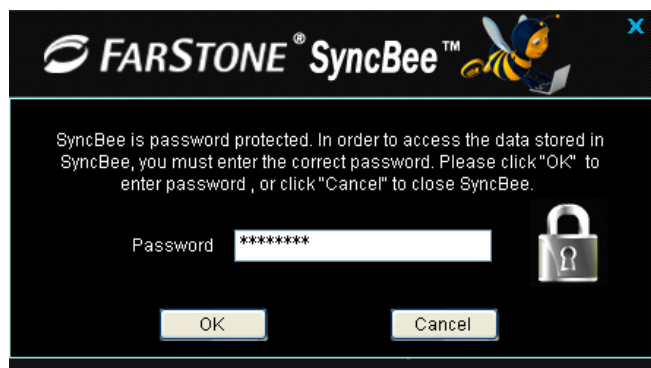 FARSTONE® SyncBee™
X
SyncBee is password protected. In order to access the data stored in
SyncBee, you must enter the correct password. Please click "OK" to
enter password , or click "Cancel" to close SyncBee.
Password ********
OK Cancel